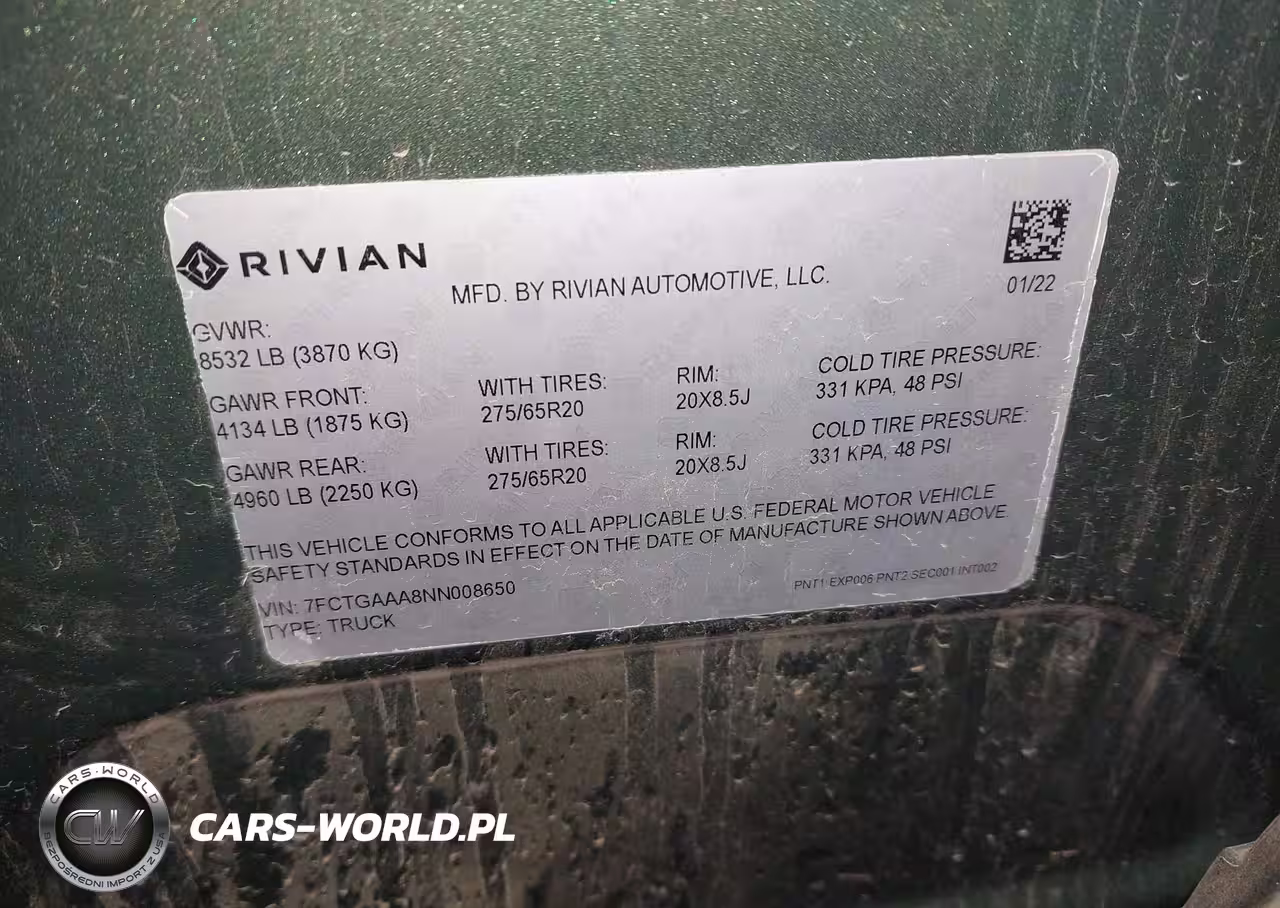 RIVIAN
MFD. BY RIVIAN AUTOMOTIVE, LLC.
01/22
GVWR:
8532 LB (3870 KG)
GAWR FRONT: WITH TIRES: RIM: COLD TIRE PRESSURE:
4134 LB (1875 KG) 275/65R20 20X8.5J 331 KPA, 48 PSI
GAWR REAR: WITH TIRES: RIM: COLD TIRE PRESSURE:
4960 LB (2250 KG) 275/65R20 20X8.5J 331 KPA, 48 PSI
THIS VEHICLE CONFORMS TO ALL APPLICABLE U.S. FEDERAL MOTOR VEHICLE
SAFETY STANDARDS IN EFFECT ON THE DATE OF MANUFACTURE SHOWN ABOVE.
VIN: 7FCTGAAA8NN008650
TYPE: TRUCK
PNT1 EXP006 PNT2 SEC001 INT002
CARS-WORLD
CW
BEZPOŚREDNI IMPORT Z USA
CARS-WORLD.PL